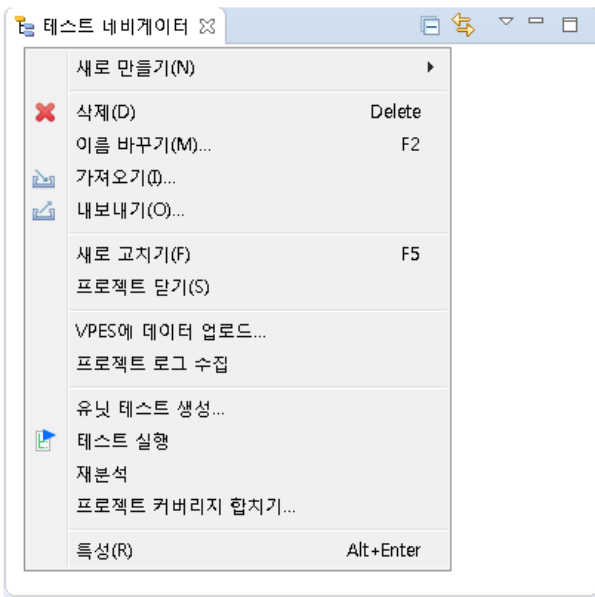 테스트 네비게이터
새로 만들기(N)
삭제(D) Delete
이름 바꾸기(M)... F2
가져오기(I)...
내보내기(O)...
새로 고치기(F) F5
프로젝트 닫기(S)
VPES에 데이터 업로드...
프로젝트 로그 수집
유닛 테스트 생성...
테스트 실행
재분석
프로젝트 커버리지 합치기...
특성(R) Alt+Enter